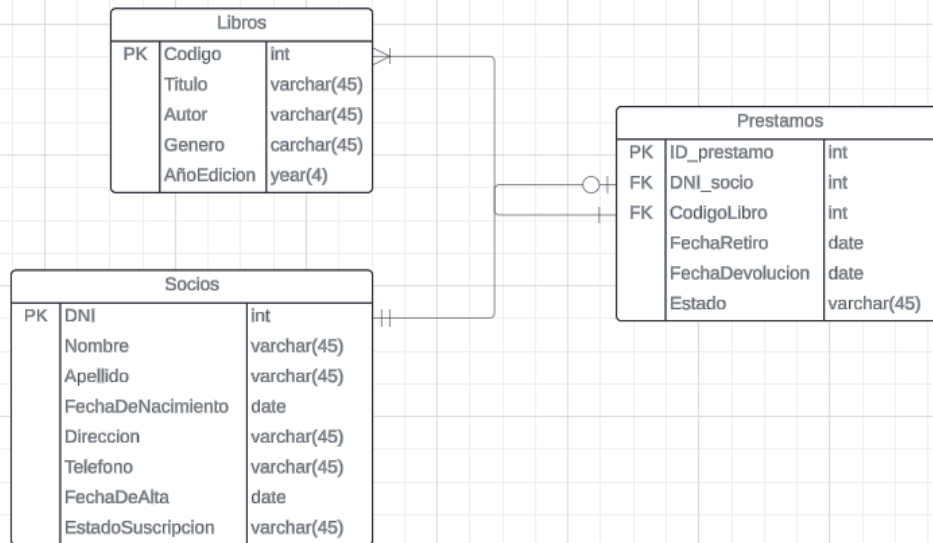 Libros
PK Codigo int
Titulo varchar(45)
Autor varchar(45)
Genero carchar(45)
AñoEdicion year(4)
Prestamos
PK ID_prestamo int
FK DNI_socio int
FK CodigoLibro int
FechaRetiro date
FechaDevolucion date
Estado varchar(45)
Socios
PK DNI int
Nombre varchar(45)
Apellido varchar(45)
FechaDeNacimiento date
Direccion varchar(45)
Telefono varchar(45)
FechaDeAlta date
EstadoSuscripcion varchar(45)